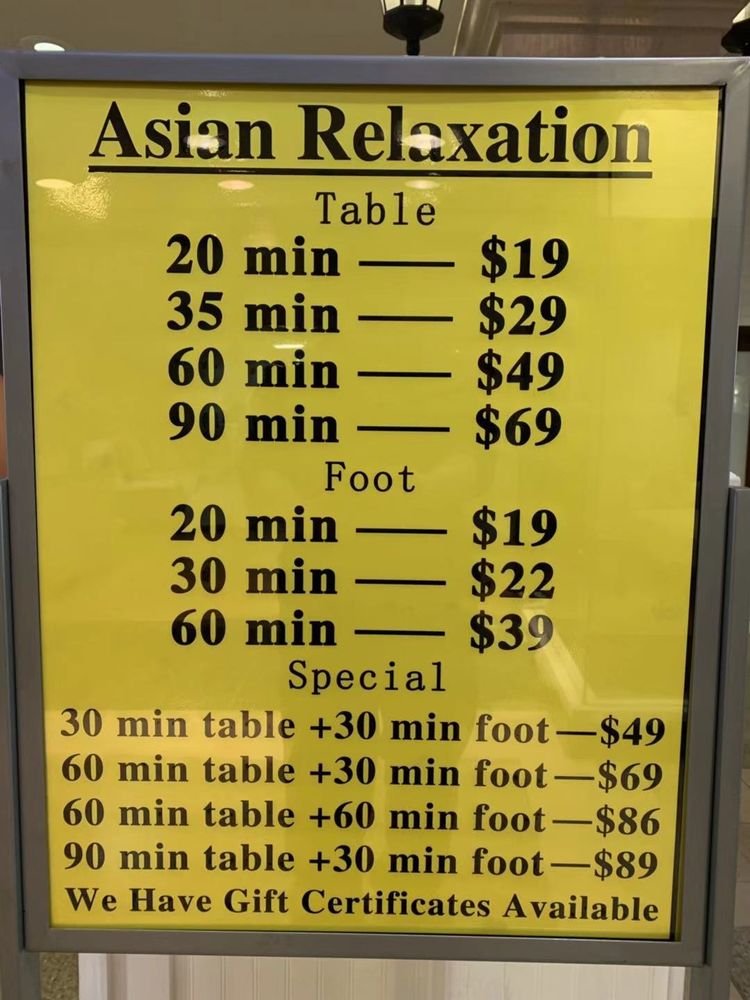 Asian Relaxation
Table
20 min — $19
35 min — $29
60 min — $49
90 min — $69
Foot
20 min — $19
30 min — $22
60 min — $39
Special
30 min table +30 min foot—$49
60 min table +30 min foot—$69
60 min table +60 min foot—$86
90 min table +30 min foot—$89
We Have Gift Certificates Available